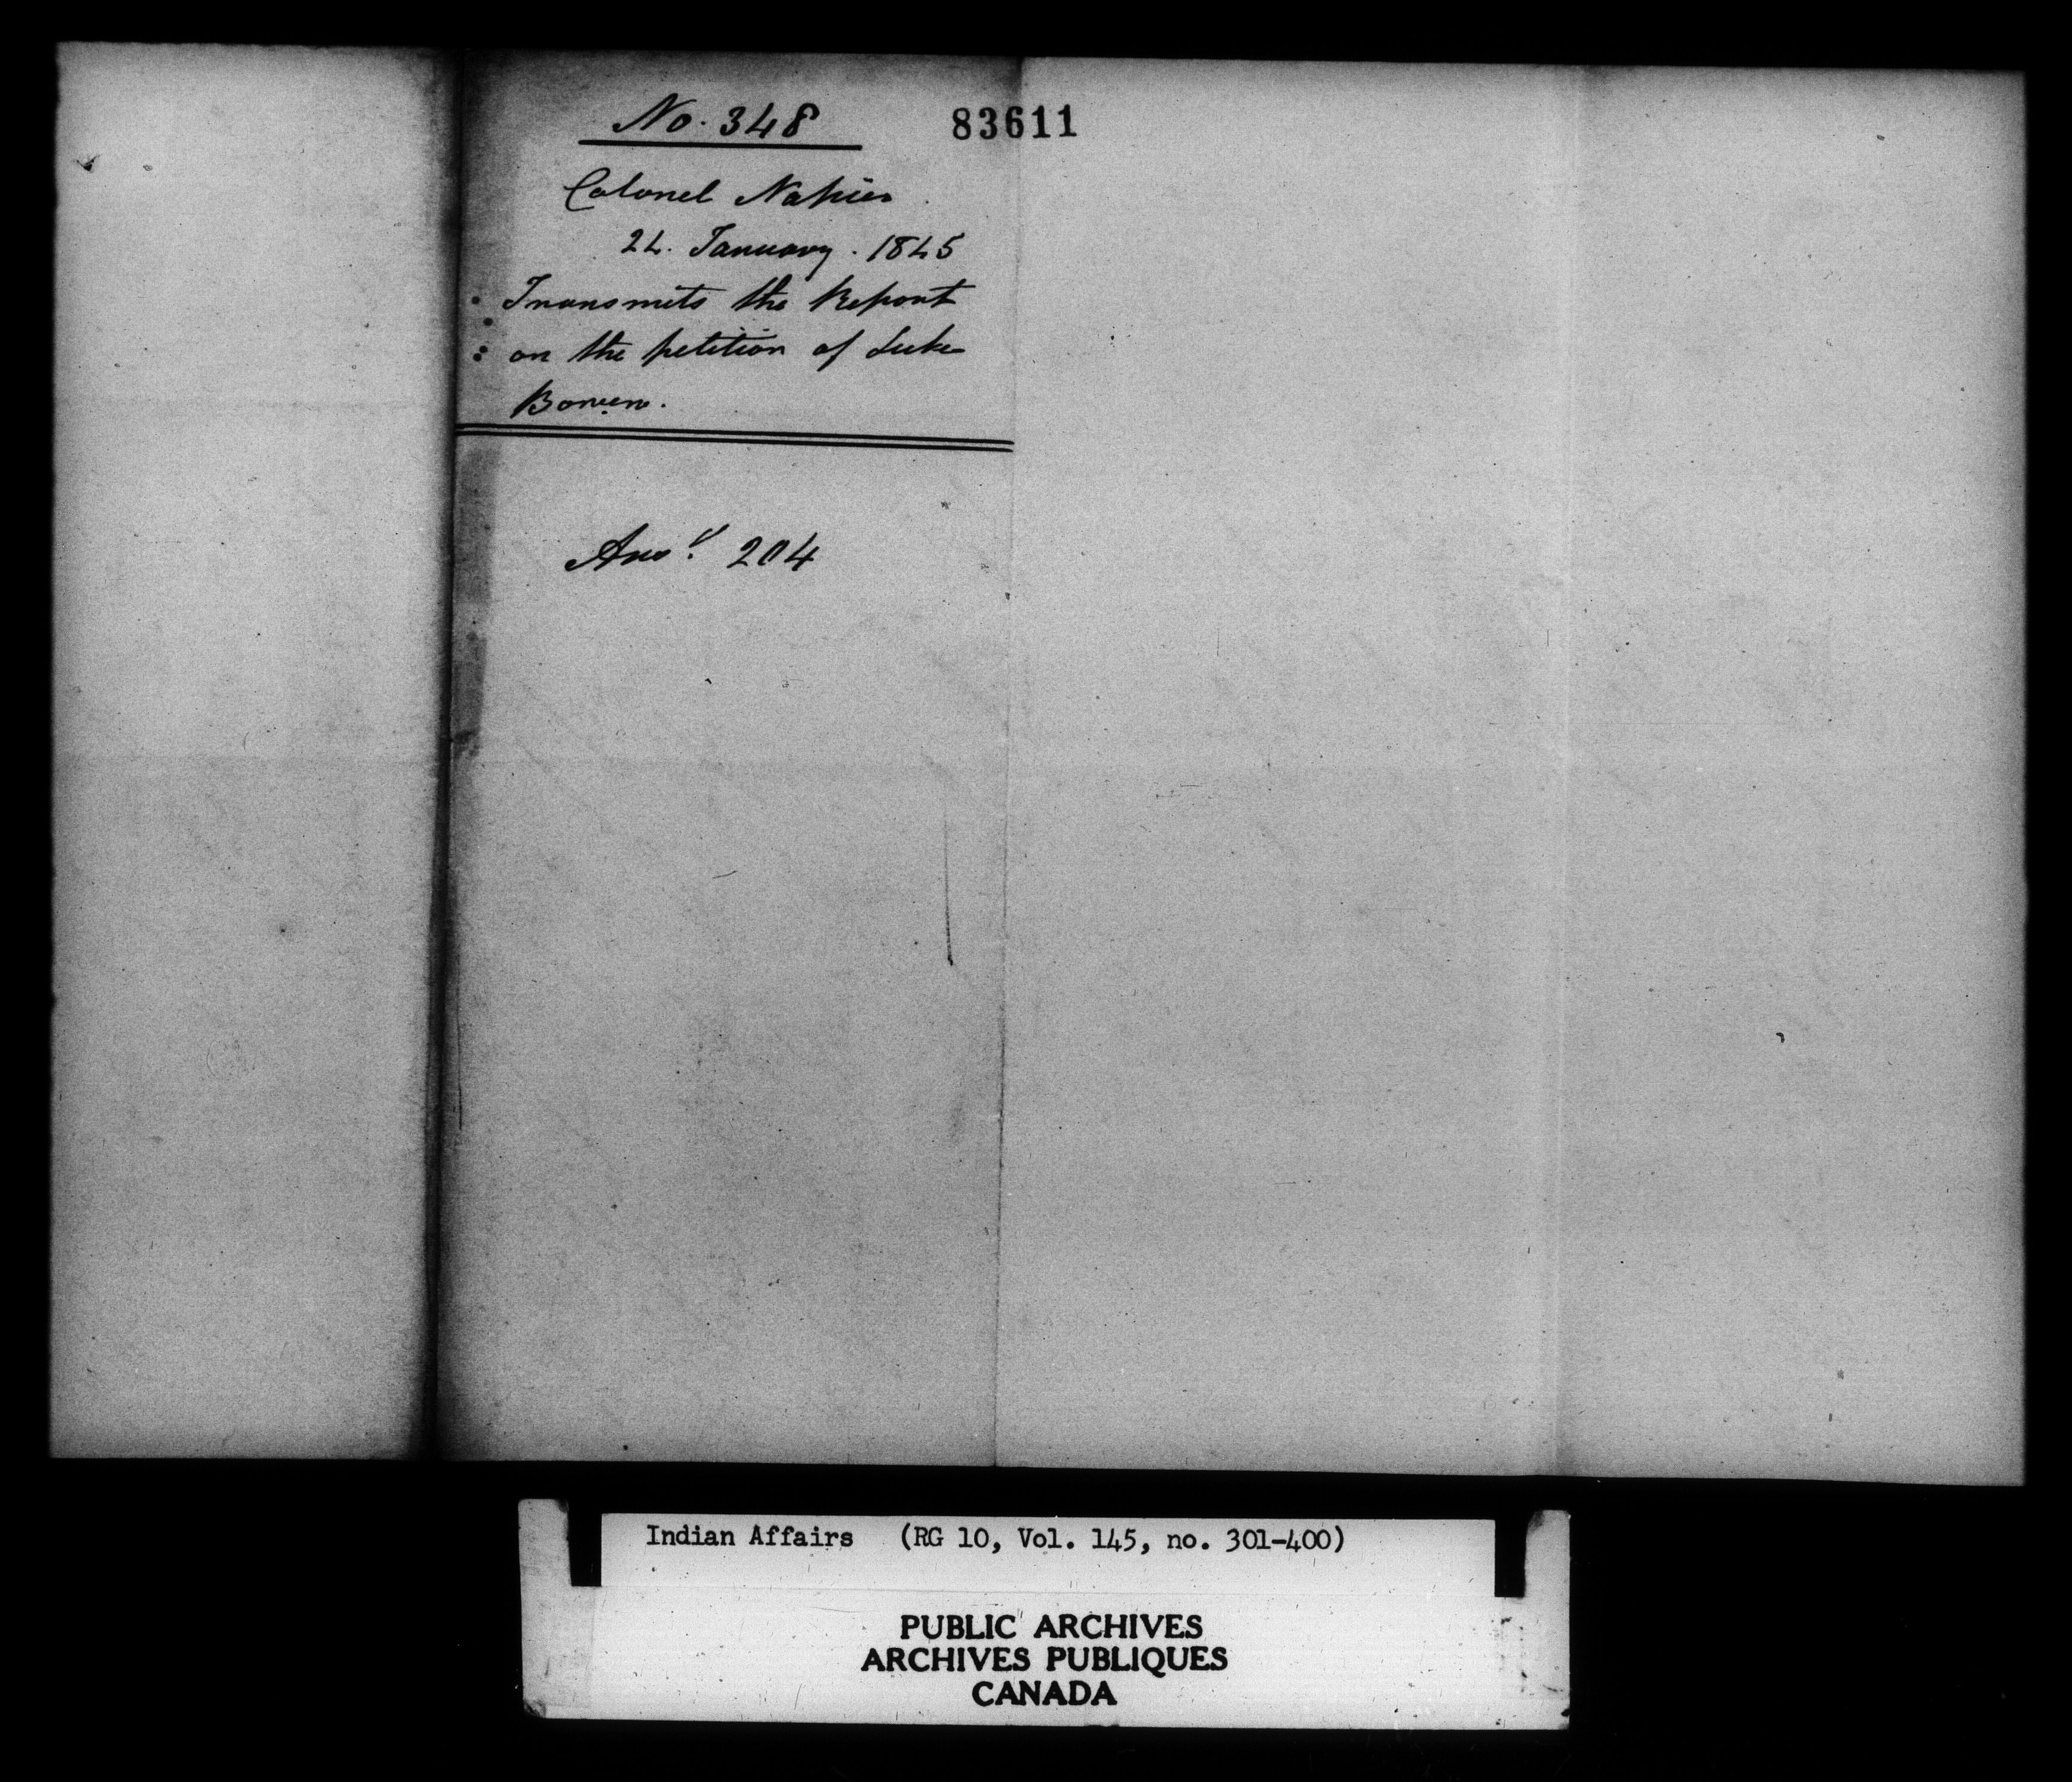 No. 348
83611
Colonel Napier
24. January. 1845
Transmits the Report
on the petition of Luke
Bowen.
Ansd. 204
Indian Affairs (RG 10, Vol. 145, no. 301-400)
PUBLIC ARCHIVES
ARCHIVES PUBLIQUES
CANADA